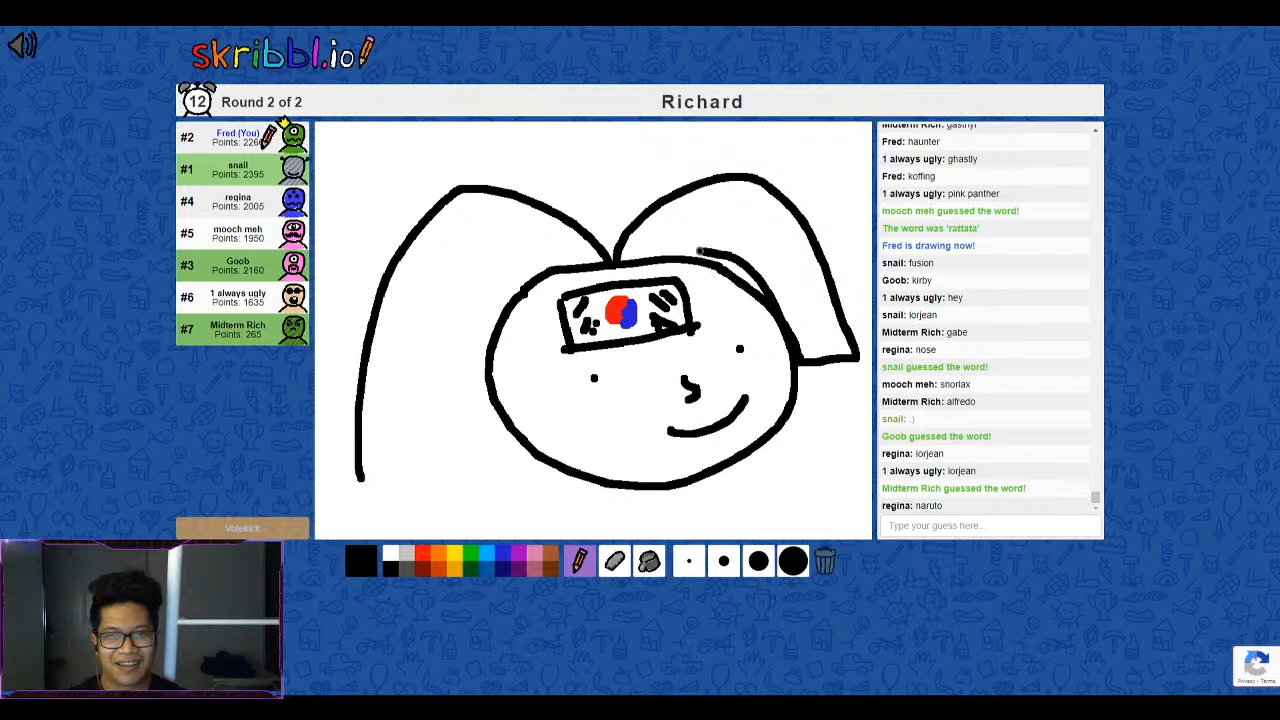 skribbl.io
12
Round 2 of 2
Richard
#2
Fred (You)
Points: 2260
#1
snail
Points: 2395
#4
regina
Points: 2005
#5
mooch meh
Points: 1950
#3
Goob
Points: 2160
#6
1 always ugly
Points: 1635
#7
Midterm Rich
Points: 265
Votekick
Fred: haunter
1 always ugly: ghastly
Fred: koffing
1 always ugly: pink panther
mooch meh guessed the word!
The word was 'rattata'
Fred is drawing now!
snail: fusion
Goob: kirby
1 always ugly: hey
snail: lorjean
Midterm Rich: gabe
regina: nose
snail guessed the word!
mooch meh: snorlax
Midterm Rich: alfredo
snail: :)
Goob guessed the word!
regina: lorjean
1 always ugly: lorjean
Midterm Rich guessed the word!
regina: naruto
Type your guess here...
Privacy - Terms